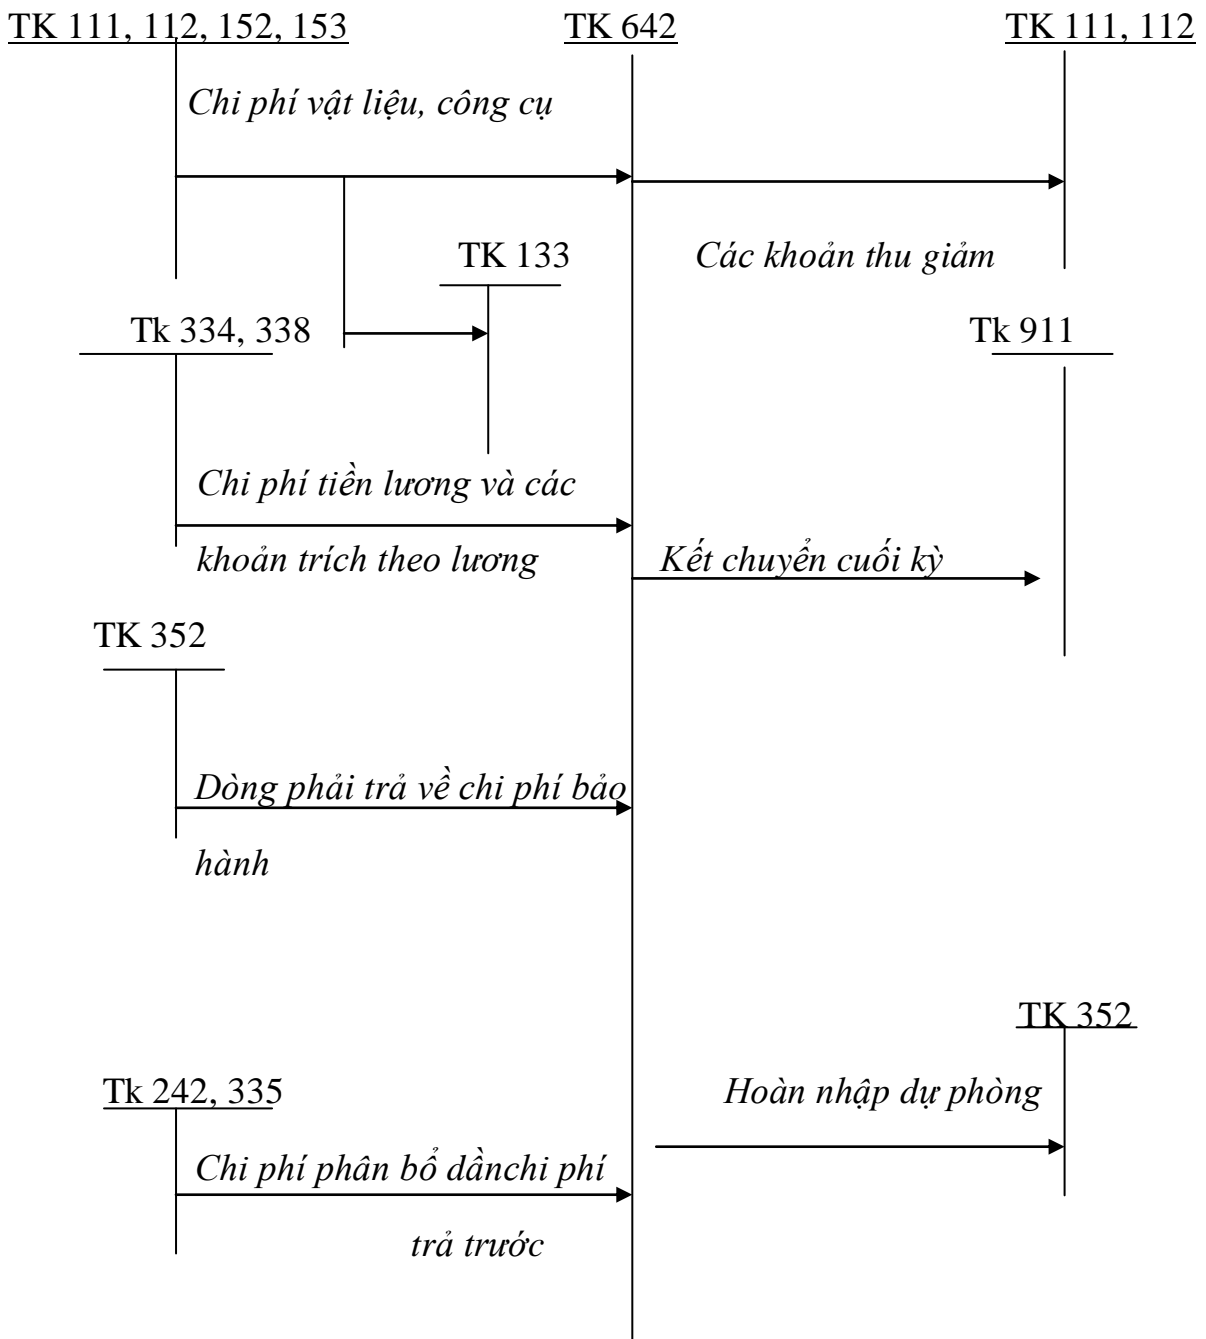 TK 111, 112, 152, 153
TK 642
TK 111, 112
Chi phí vật liệu, công cụ
TK 133
Các khoản thu giảm
Tk 334, 338
Tk 911
Chi phí tiền lương và các
khoản trích theo lương
Kết chuyển cuối kỳ
TK 352
Dòng phải trả về chi phí bảo
hành
TK 352
Tk 242, 335
Hoàn nhập dự phòng
Chi phí phân bổ dầnchi phí
trả trước